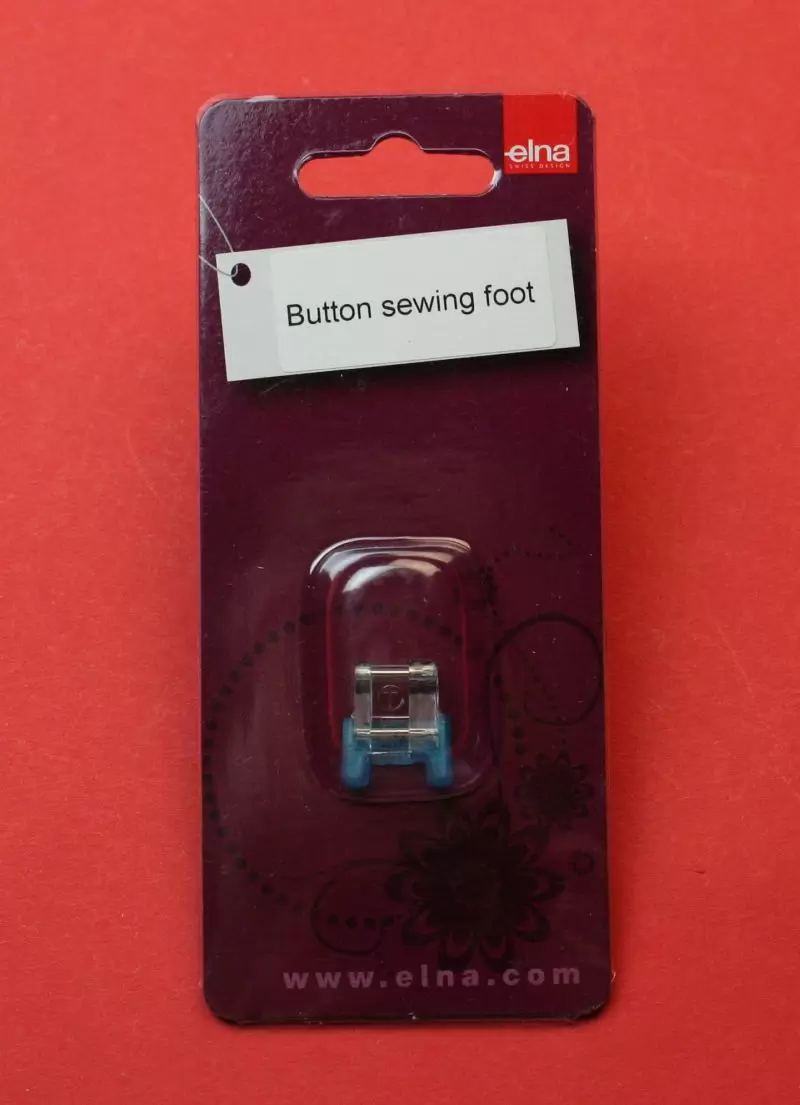 elna
SWISS DESIGN
Button sewing foot
T
www.elna.com